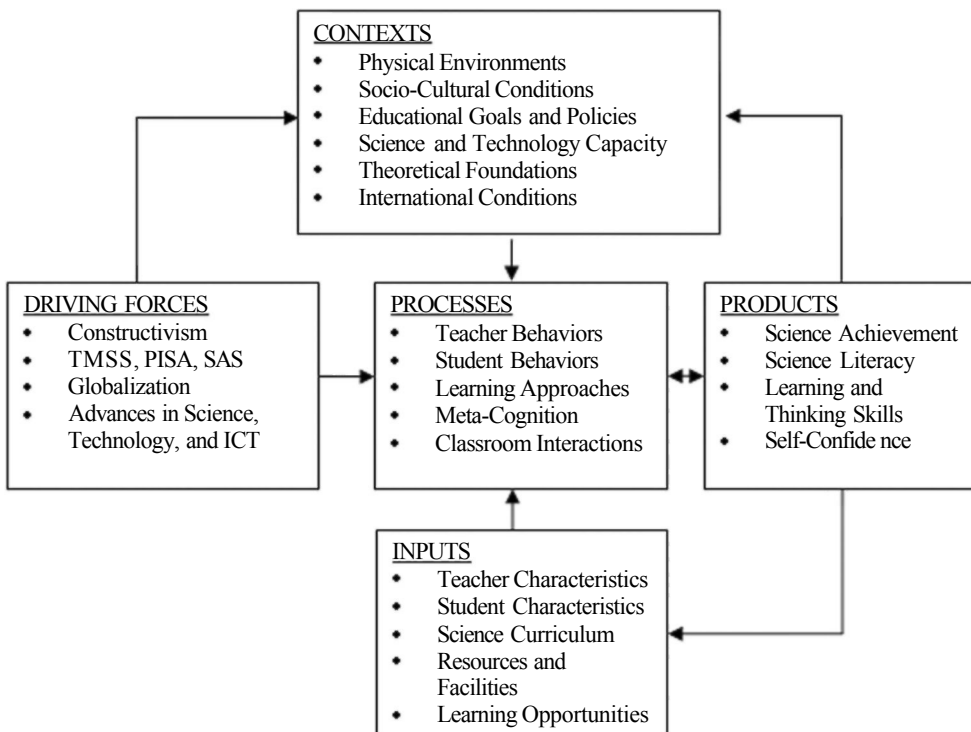 CONTEXTS
• Physical Environments
• Socio-Cultural Conditions
• Educational Goals and Policies
• Science and Technology Capacity
• Theoretical Foundations
• International Conditions
DRIVING FORCES
• Constructivism
• TMSS, PISA, SAS
• Globalization
• Advances in Science,
Technology, and ICT
PROCESSES
• Teacher Behaviors
• Student Behaviors
• Learning Approaches
• Meta-Cognition
• Classroom Interactions
PRODUCTS
• Science Achievement
• Science Literacy
• Learning and
Thinking Skills
• Self-Confide nce
INPUTS
• Teacher Characteristics
• Student Characteristics
• Science Curriculum
• Resources and
Facilities
• Learning Opportunities